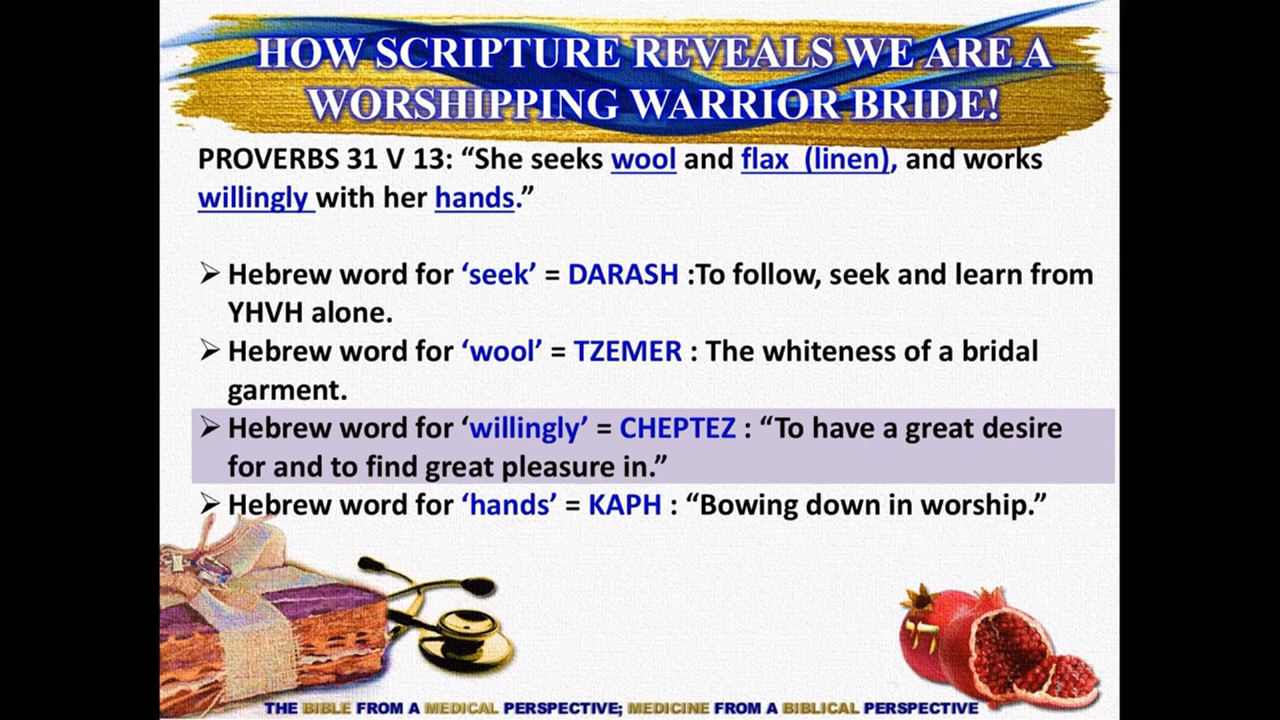 HOW SCRIPTURE REVEALS WE ARE A
WORSHIPPING WARRIOR BRIDE!
PROVERBS 31 V 13: “She seeks wool and flax (linen), and works
willingly with her hands.”
➢ Hebrew word for ‘seek’ = DARASH :To follow, seek and learn from
YHVH alone.
➢ Hebrew word for ‘wool’ = TZEMER : The whiteness of a bridal
garment.
➢ Hebrew word for ‘willingly’ = CHEPTEZ : “To have a great desire
for and to find great pleasure in.”
➢ Hebrew word for ‘hands’ = KAPH : “Bowing down in worship.”
חי
THE BIBLE FROM A MEDICAL PERSPECTIVE; MEDICINE FROM A BIBLICAL PERSPECTIVE